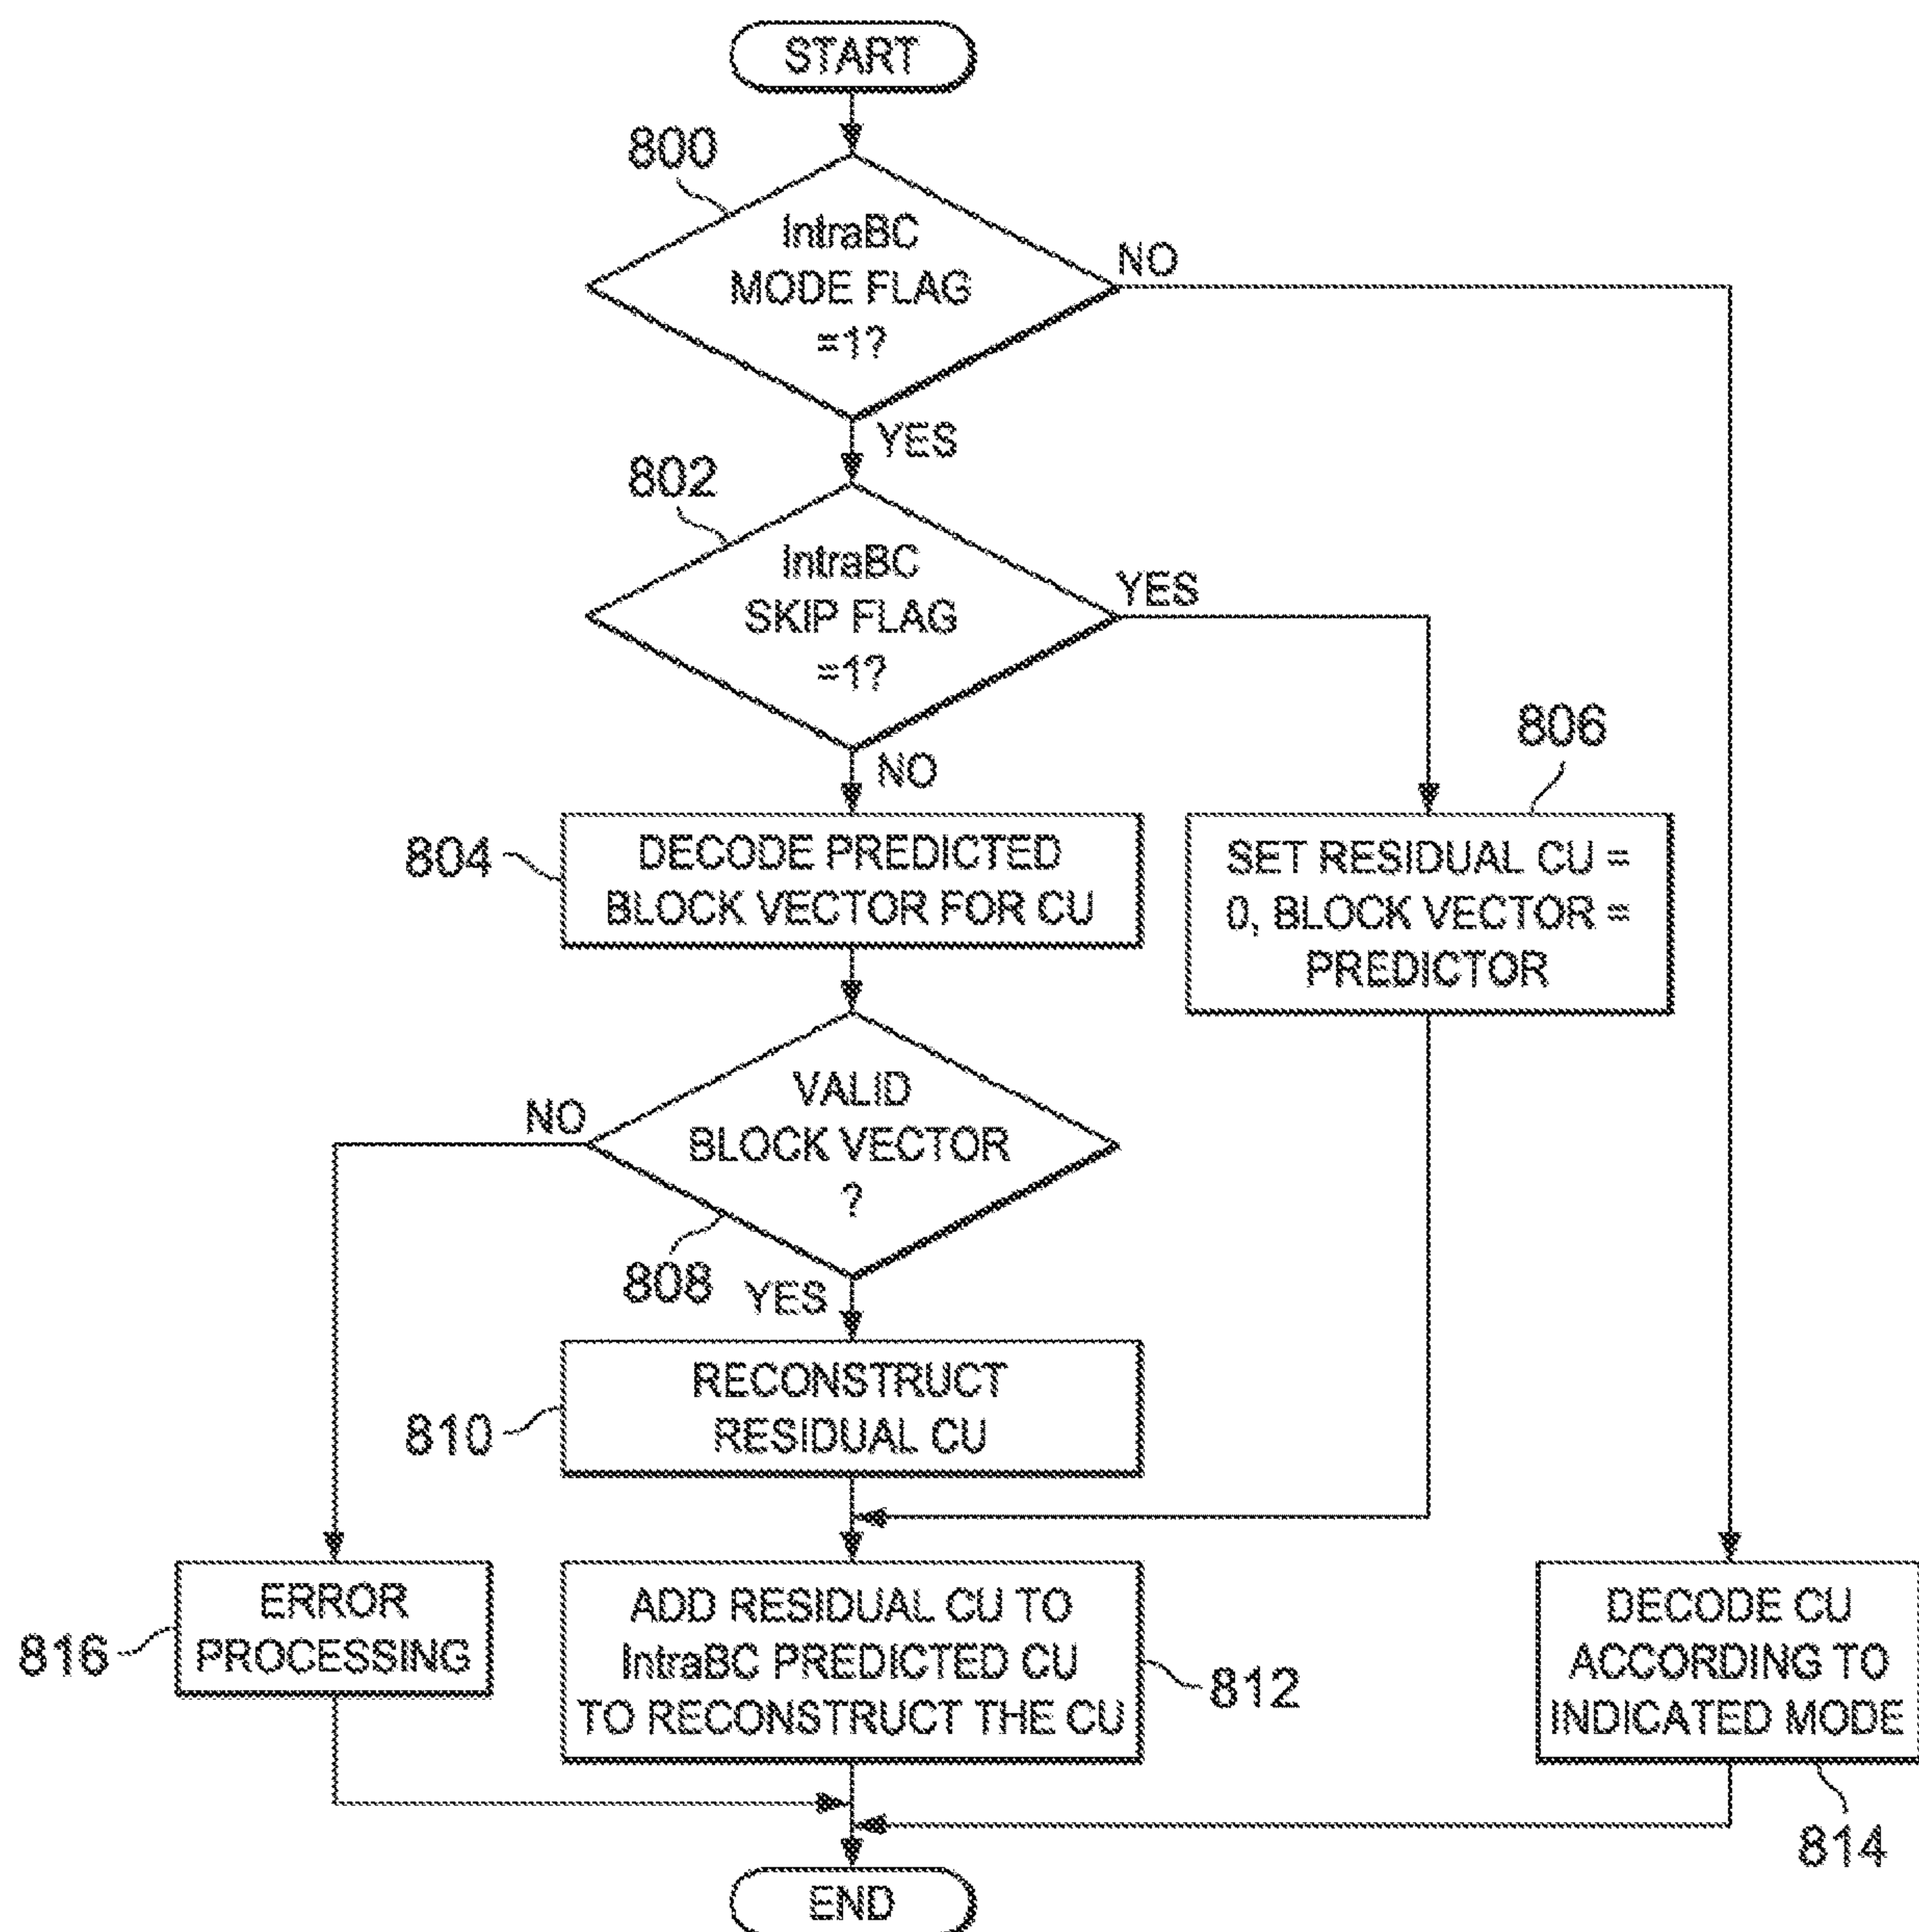 START
800
IntraBC
MODE FLAG
=1?
NO
YES
802
IntraBC
SKIP FLAG
=1?
YES
NO
806
804
DECODE PREDICTED
BLOCK VECTOR FOR CU
SET RESIDUAL CU =
0, BLOCK VECTOR =
PREDICTOR
VALID
BLOCK VECTOR
?
NO
808
YES
810
RECONSTRUCT
RESIDUAL CU
816
ERROR
PROCESSING
ADD RESIDUAL CU TO
IntraBC PREDICTED CU
TO RECONSTRUCT THE CU
812
DECODE CU
ACCORDING TO
INDICATED MODE
814
END